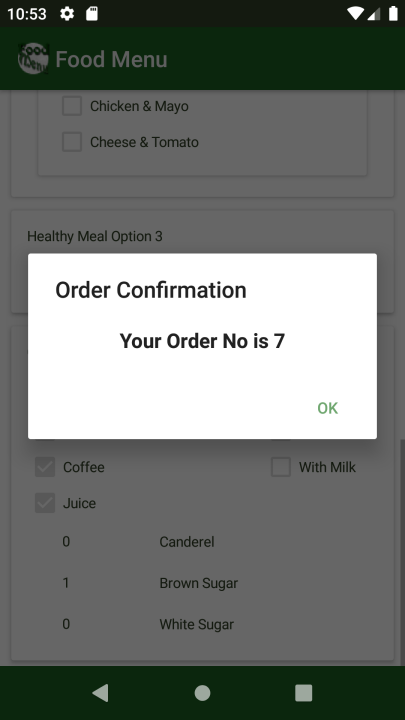 10:53
Food Menu
Chicken & Mayo
Cheese & Tomato
Healthy Meal Option 3
Order Confirmation
Your Order No is 7
OK
Coffee
With Milk
Juice
0 Canderel
1 Brown Sugar
0 White Sugar